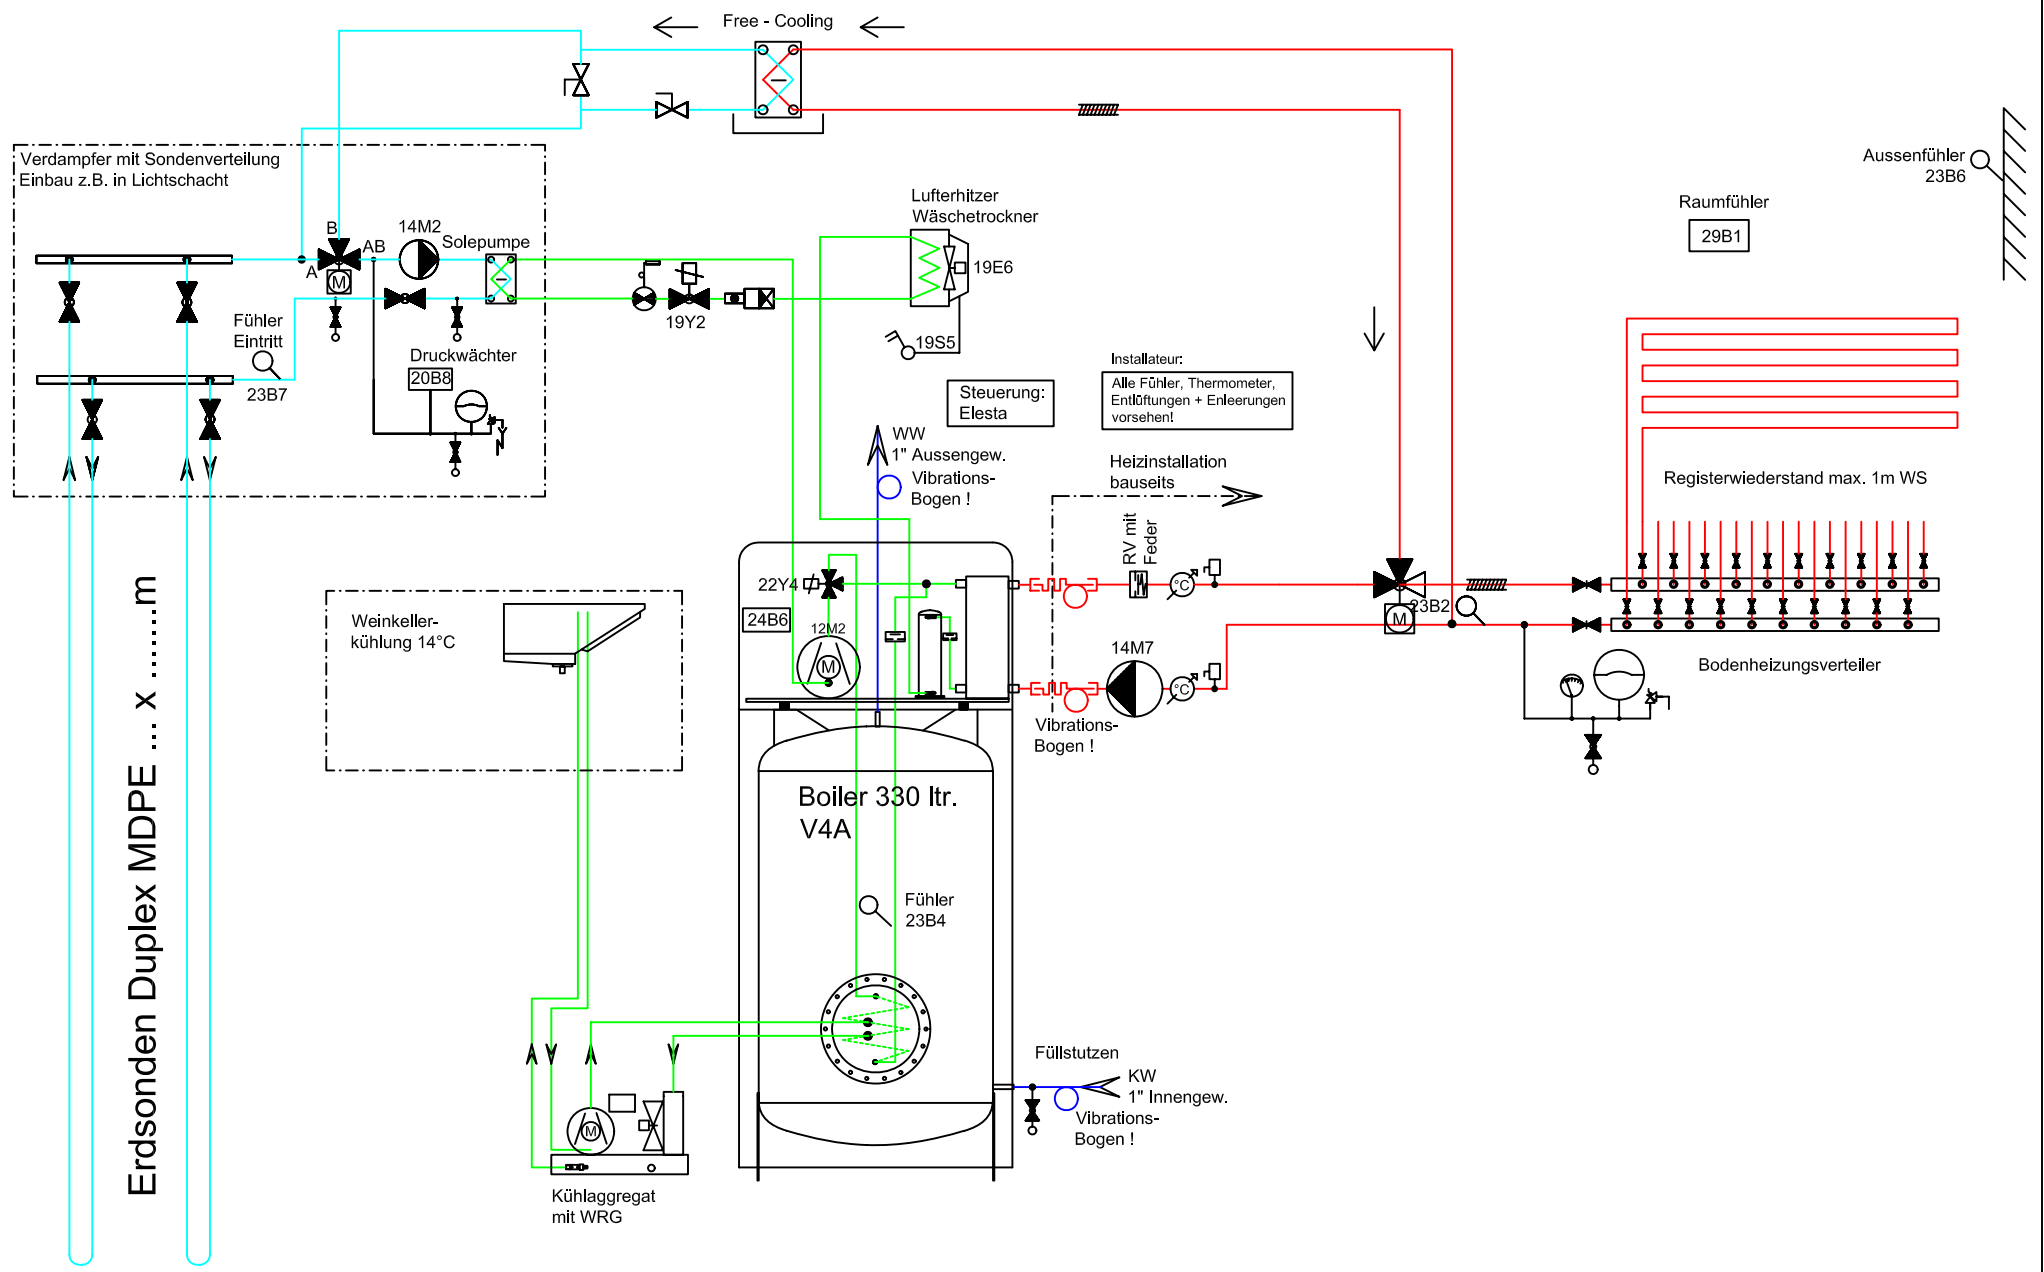 Free - Cooling
Verdampfer mit Sondenverteilung
Einbau z.B. in Lichtschacht
B
A
AB
M
14M2
Solepumpe
Fühler
Eintritt
23B7
Druckwächter
20B8
19Y2
Lufterhitzer
Wäschetrockner
19E6
19S5
Aussenfühler
23B6
Raumfühler
29B1
Steuerung:
Elesta
Installateur:
Alle Fühler, Thermometer,
Entlüftungen + Enleerungen
vorsehen!
WW
1" Aussengew.
Vibrations-
Bogen !
Heizinstallation
bauseits
RV mit
Feder
°C
Registerwiederstand max. 1m WS
22Y4
24B6
12M2
M
14M7
°C
Vibrations-
Bogen !
23B2
M
Bodenheizungsverteiler
Weinkeller-
kühlung 14°C
Erdsonden Duplex MDPE ... x ......m
Boiler 330 ltr.
V4A
Fühler
23B4
Füllstutzen
KW
1" Innengew.
Vibrations-
Bogen !
M
Kühlaggregat
mit WRG